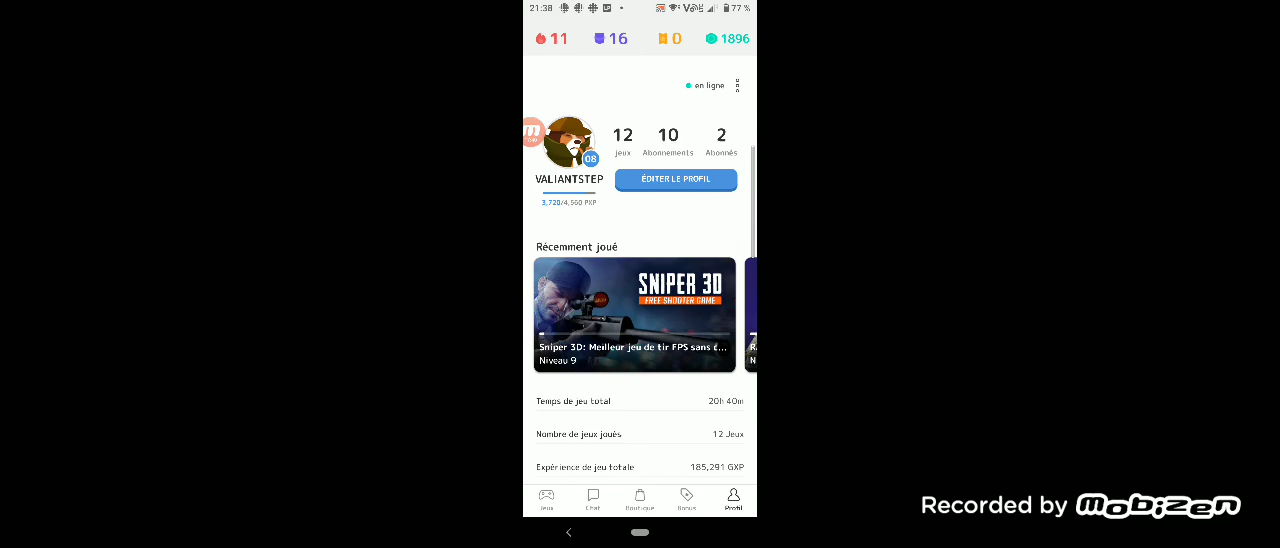 21:38 77 %
11 16 0 1896
en ligne
12 10 2
jeux Abonnements Abonnés
08
VALIANTSTEP
ÉDITER LE PROFIL
3,720/4,560 PXP
Récemment joué
SNIPER 3D
FREE SHOOTER GAME
Sniper 3D: Meilleur jeu de tir FPS sans d...
Niveau 9
Temps de jeu total 20h 40m
Nombre de jeux joués 12 Jeux
Expérience de jeu totale 185,291 GXP
Jeux Chat Boutique Bonus Profil
Recorded by mobizen